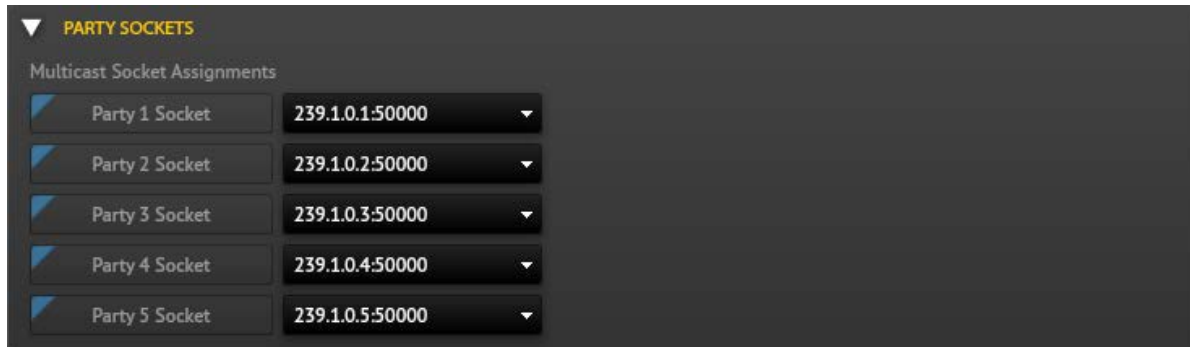 PARTY SOCKETS
Multicast Socket Assignments
Party 1 Socket 239.1.0.1:50000
Party 2 Socket 239.1.0.2:50000
Party 3 Socket 239.1.0.3:50000
Party 4 Socket 239.1.0.4:50000
Party 5 Socket 239.1.0.5:50000